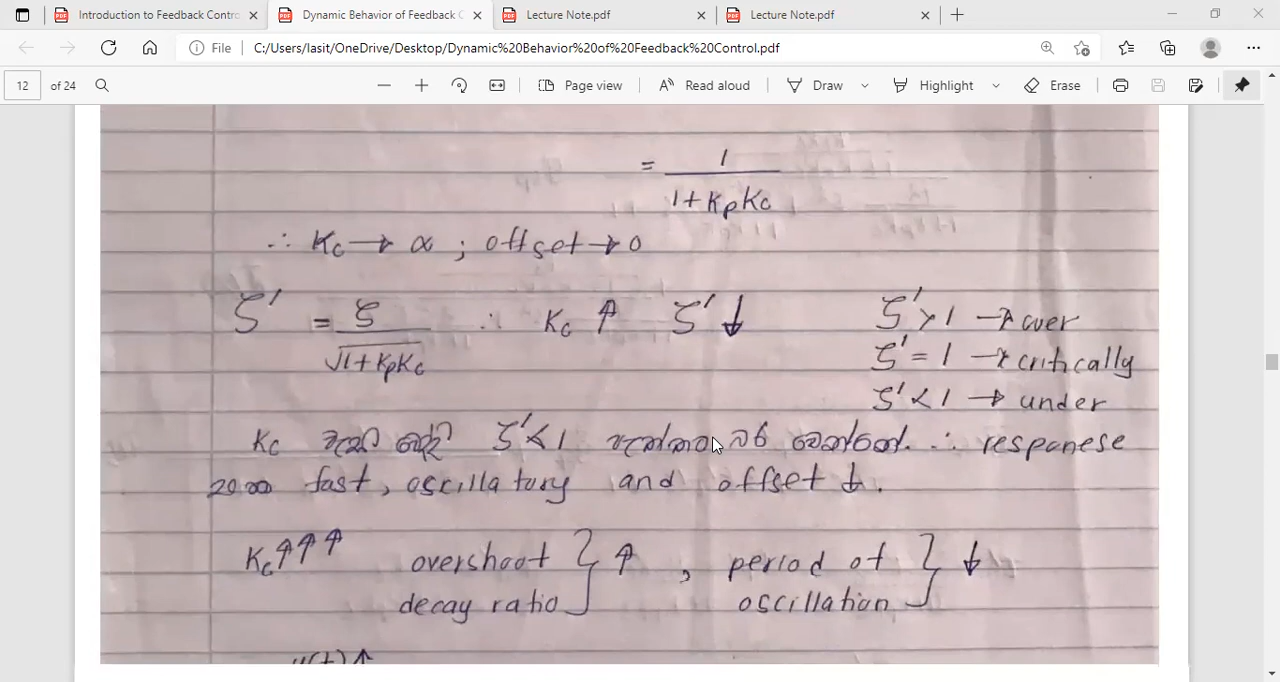 Introduction to Feedback Contro
Dynamic Behavior of Feedback C
Lecture Note.pdf
Lecture Note.pdf
File
C:/Users/lasit/OneDrive/Desktop/Dynamic%20Behavior%20of%20Feedback%20Control.pdf
12 of 24
Page view
Read aloud
Draw
Highlight
Erase
= 1 / 1 + KpKc
∴ Kc → α ; offset → 0
ζ' = ζ / √1 + KpKc ∴ Kc ↑ ζ' ↓
ζ' > 1 → over
ζ' = 1 → critically
ζ' < 1 → under
Kc වැඩි ζ' < 1 ∴ respanese
fast, oscillatory and offset ↓.
Kc ↑↑↑ overshoot } ↑ , period of } ↓
decay ratio oscillation
y(t) ↑